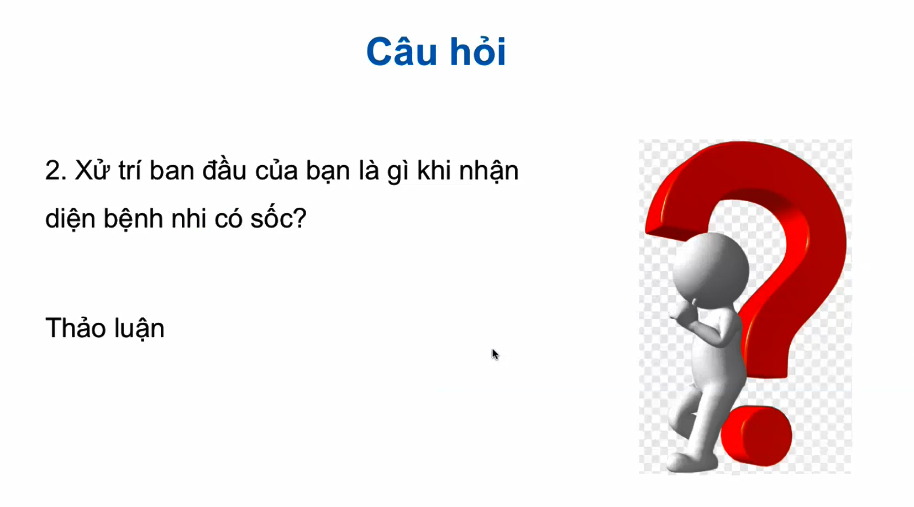 Câu hỏi
2. Xử trí ban đầu của bạn là gì khi nhận
diện bệnh nhi có sốc?
Thảo luận